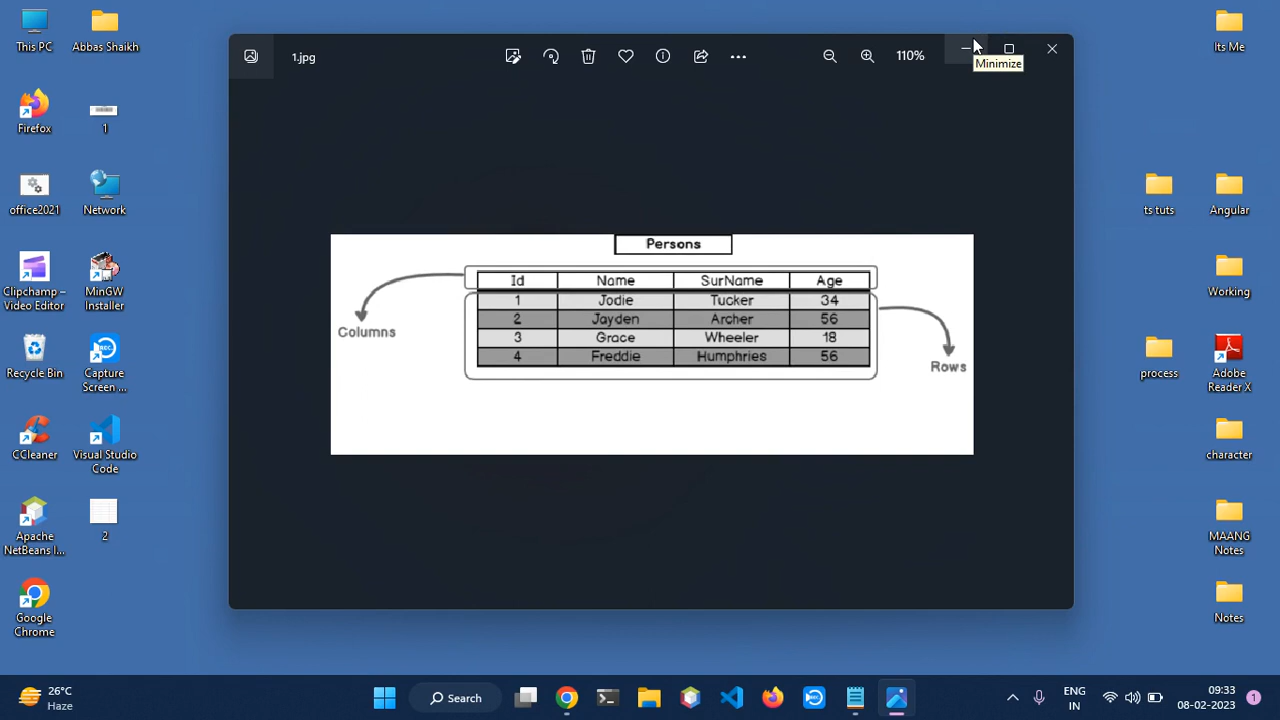 This PC
Abbas Shaikh
Its Me
1.jpg
110%
Minimize
Firefox
1
office2021
Network
ts tuts
Angular
Persons
Id Name SurName Age
1 Jodie Tucker 34
2 Jayden Archer 56
3 Grace Wheeler 18
4 Freddie Humphries 56
Columns
Rows
Clipchamp –
Video Editor
MinGW
Installer
Working
Recycle Bin
Capture
Screen ...
REC
process
Adobe
Reader X
CCleaner
Visual Studio
Code
character
Apache
NetBeans I...
2
MAANG
Notes
Google
Chrome
Notes
26°C
Haze
Search
REC
ENG
IN
09:33
08-02-2023
1